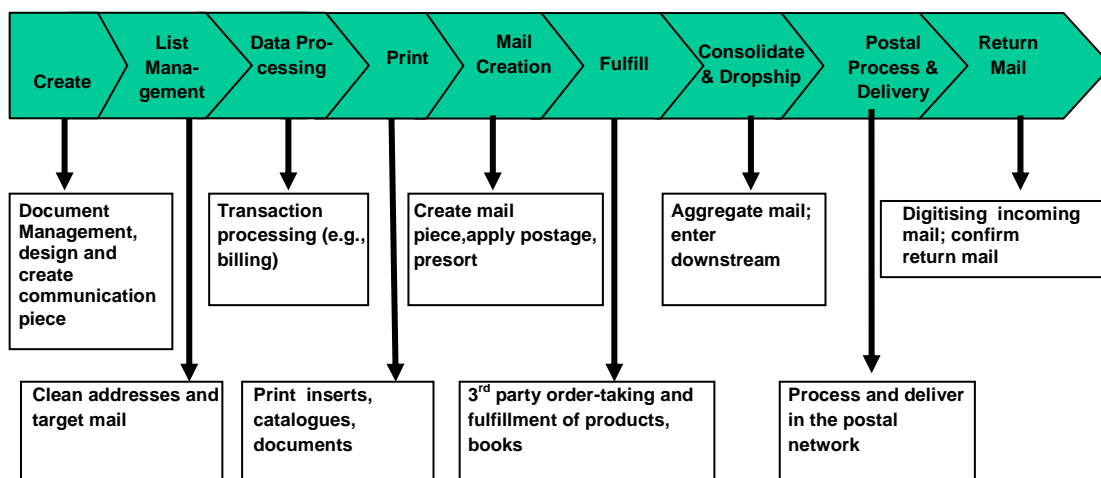 Create
List
Mana-
gement
Data Pro-
cessing
Print
Mail
Creation
Fulfill
Consolidate
& Dropship
Postal
Process &
Delivery
Return
Mail
Document
Management,
design and
create
communication
piece
Transaction
processing (e.g.,
billing)
Create mail
piece,apply postage,
presort
Aggregate mail;
enter
downstream
Digitising incoming
mail; confirm
return mail
Clean addresses and
target mail
Print inserts,
catalogues,
documents
3rd party order-taking and
fulfillment of products,
books
Process and deliver
in the postal
network